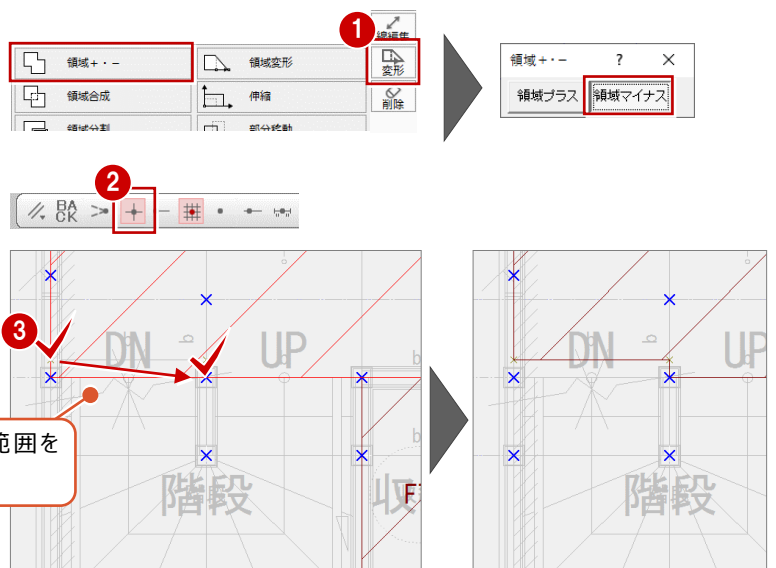 1
線編集
領域+・−
領域変形
変形
領域合成
伸縮
削除
領域分割
部分移動
領域+・−
?
×
領域プラス
領域マイナス
2
BA
CK
3
DN
UP
b
b
b
範囲を
階段
収
F
DN
UP
b
階段